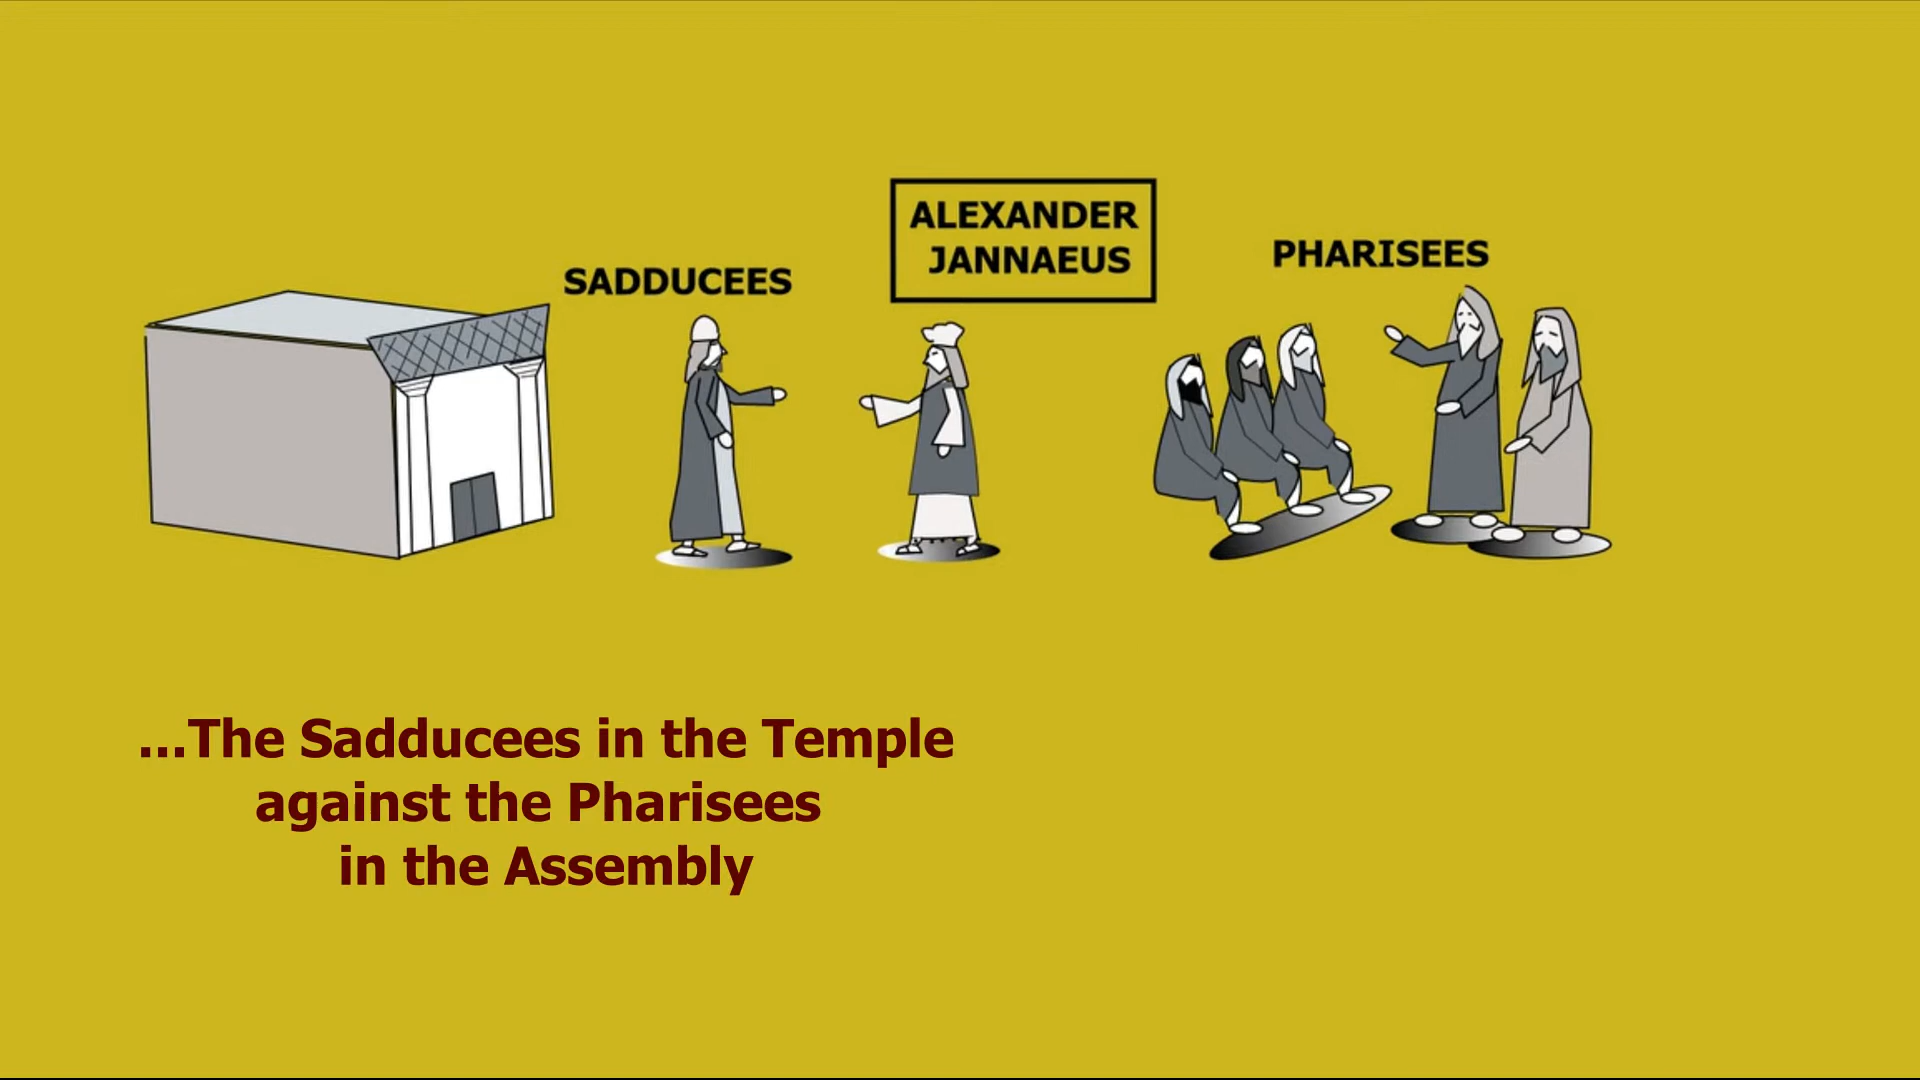 SADDUCEES
ALEXANDER
JANNAEUS
PHARISEES
...The Sadducees in the Temple
against the Pharisees
in the Assembly